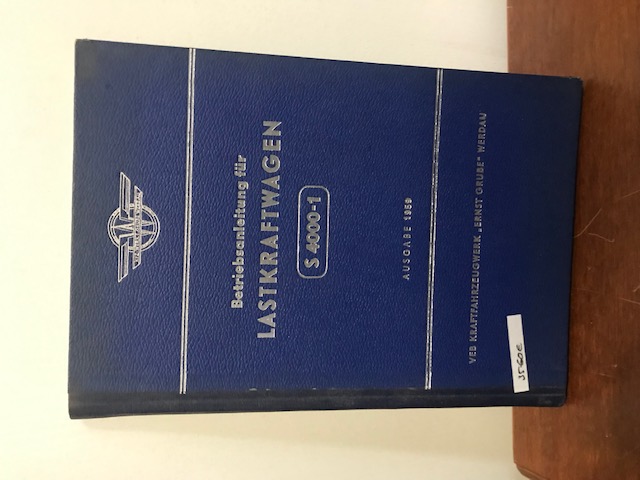 Betriebsanleitung für
LASTKRAFTWAGEN
S 4000-1
AUSGABE 1959
VEB KRAFTFAHRZEUGWERK „ERNST GRUBE" WERDAU